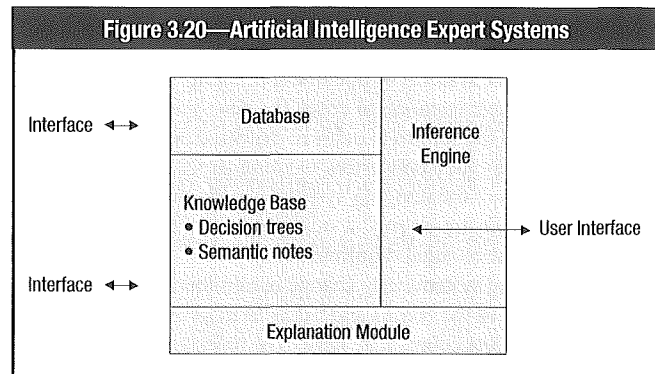 Figure 3.20—Artificial Intelligence Expert Systems
Interface
Database
Inference
Engine
Knowledge Base
• Decision trees
• Semantic notes
User Interface
Interface
Explanation Module